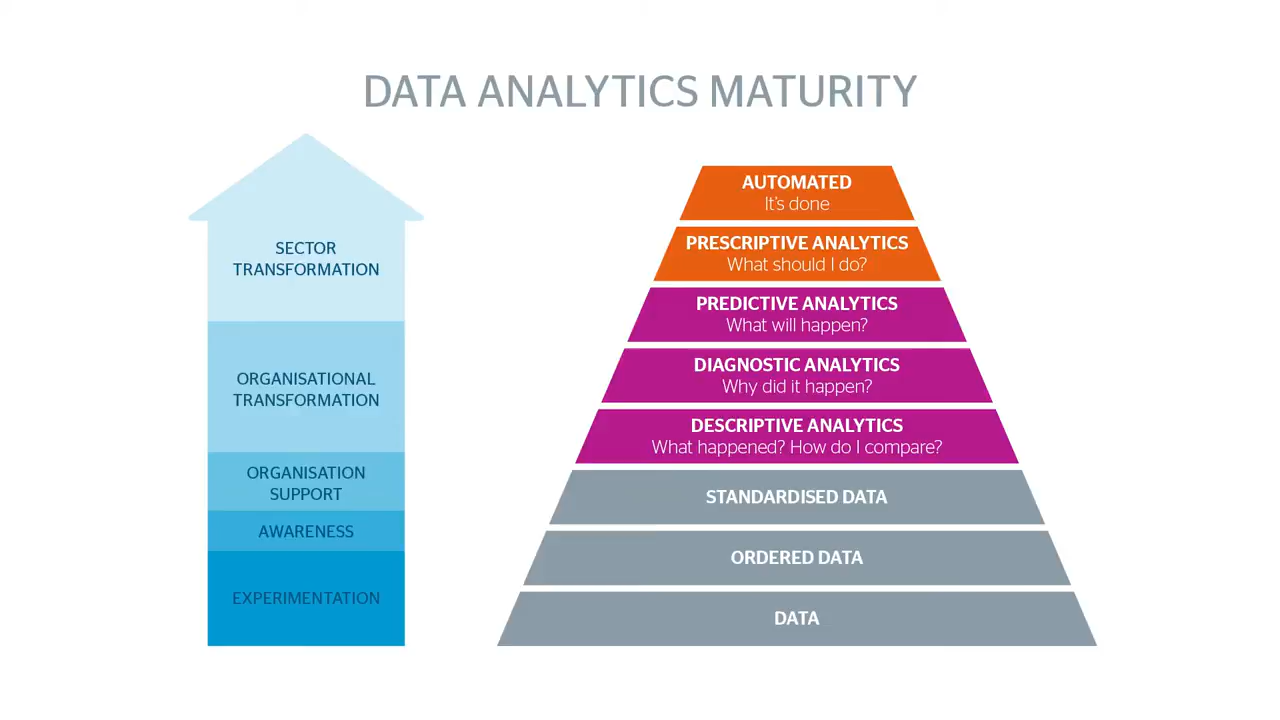 DATA ANALYTICS MATURITY
SECTOR
TRANSFORMATION
ORGANISATIONAL
TRANSFORMATION
ORGANISATION
SUPPORT
AWARENESS
EXPERIMENTATION
AUTOMATED
It's done
PRESCRIPTIVE ANALYTICS
What should I do?
PREDICTIVE ANALYTICS
What will happen?
DIAGNOSTIC ANALYTICS
Why did it happen?
DESCRIPTIVE ANALYTICS
What happened? How do I compare?
STANDARDISED DATA
ORDERED DATA
DATA